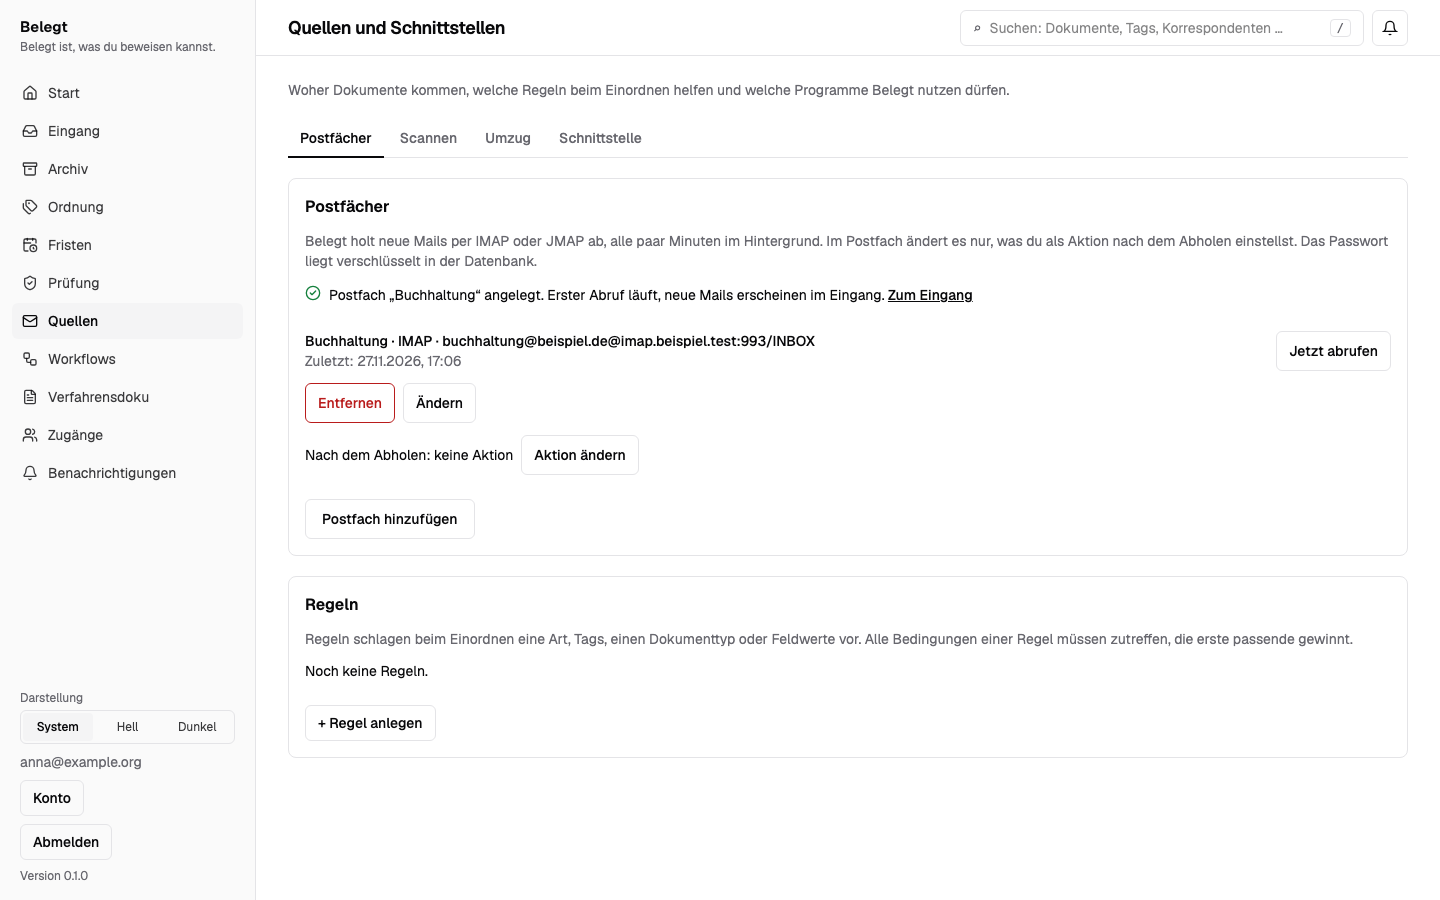 Belegt
Belegt ist, was du beweisen kannst.
Start
Eingang
Archiv
Ordnung
Fristen
Prüfung
Quellen
Workflows
Verfahrensdoku
Zugänge
Benachrichtigungen
Darstellung
System Hell Dunkel
anna@example.org
Konto
Abmelden
Version 0.1.0
Quellen und Schnittstellen
Suchen: Dokumente, Tags, Korrespondenten … /
Woher Dokumente kommen, welche Regeln beim Einordnen helfen und welche Programme Belegt nutzen dürfen.
Postfächer Scannen Umzug Schnittstelle
Postfächer
Belegt holt neue Mails per IMAP oder JMAP ab, alle paar Minuten im Hintergrund. Im Postfach ändert es nur, was du als Aktion nach dem Abholen einstellst. Das Passwort
liegt verschlüsselt in der Datenbank.
Postfach „Buchhaltung“ angelegt. Erster Abruf läuft, neue Mails erscheinen im Eingang. Zum Eingang
Buchhaltung · IMAP · buchhaltung@beispiel.de@imap.beispiel.test:993/INBOX
Zuletzt: 27.11.2026, 17:06
Jetzt abrufen
Entfernen Ändern
Nach dem Abholen: keine Aktion Aktion ändern
Postfach hinzufügen
Regeln
Regeln schlagen beim Einordnen eine Art, Tags, einen Dokumenttyp oder Feldwerte vor. Alle Bedingungen einer Regel müssen zutreffen, die erste passende gewinnt.
Noch keine Regeln.
+ Regel anlegen